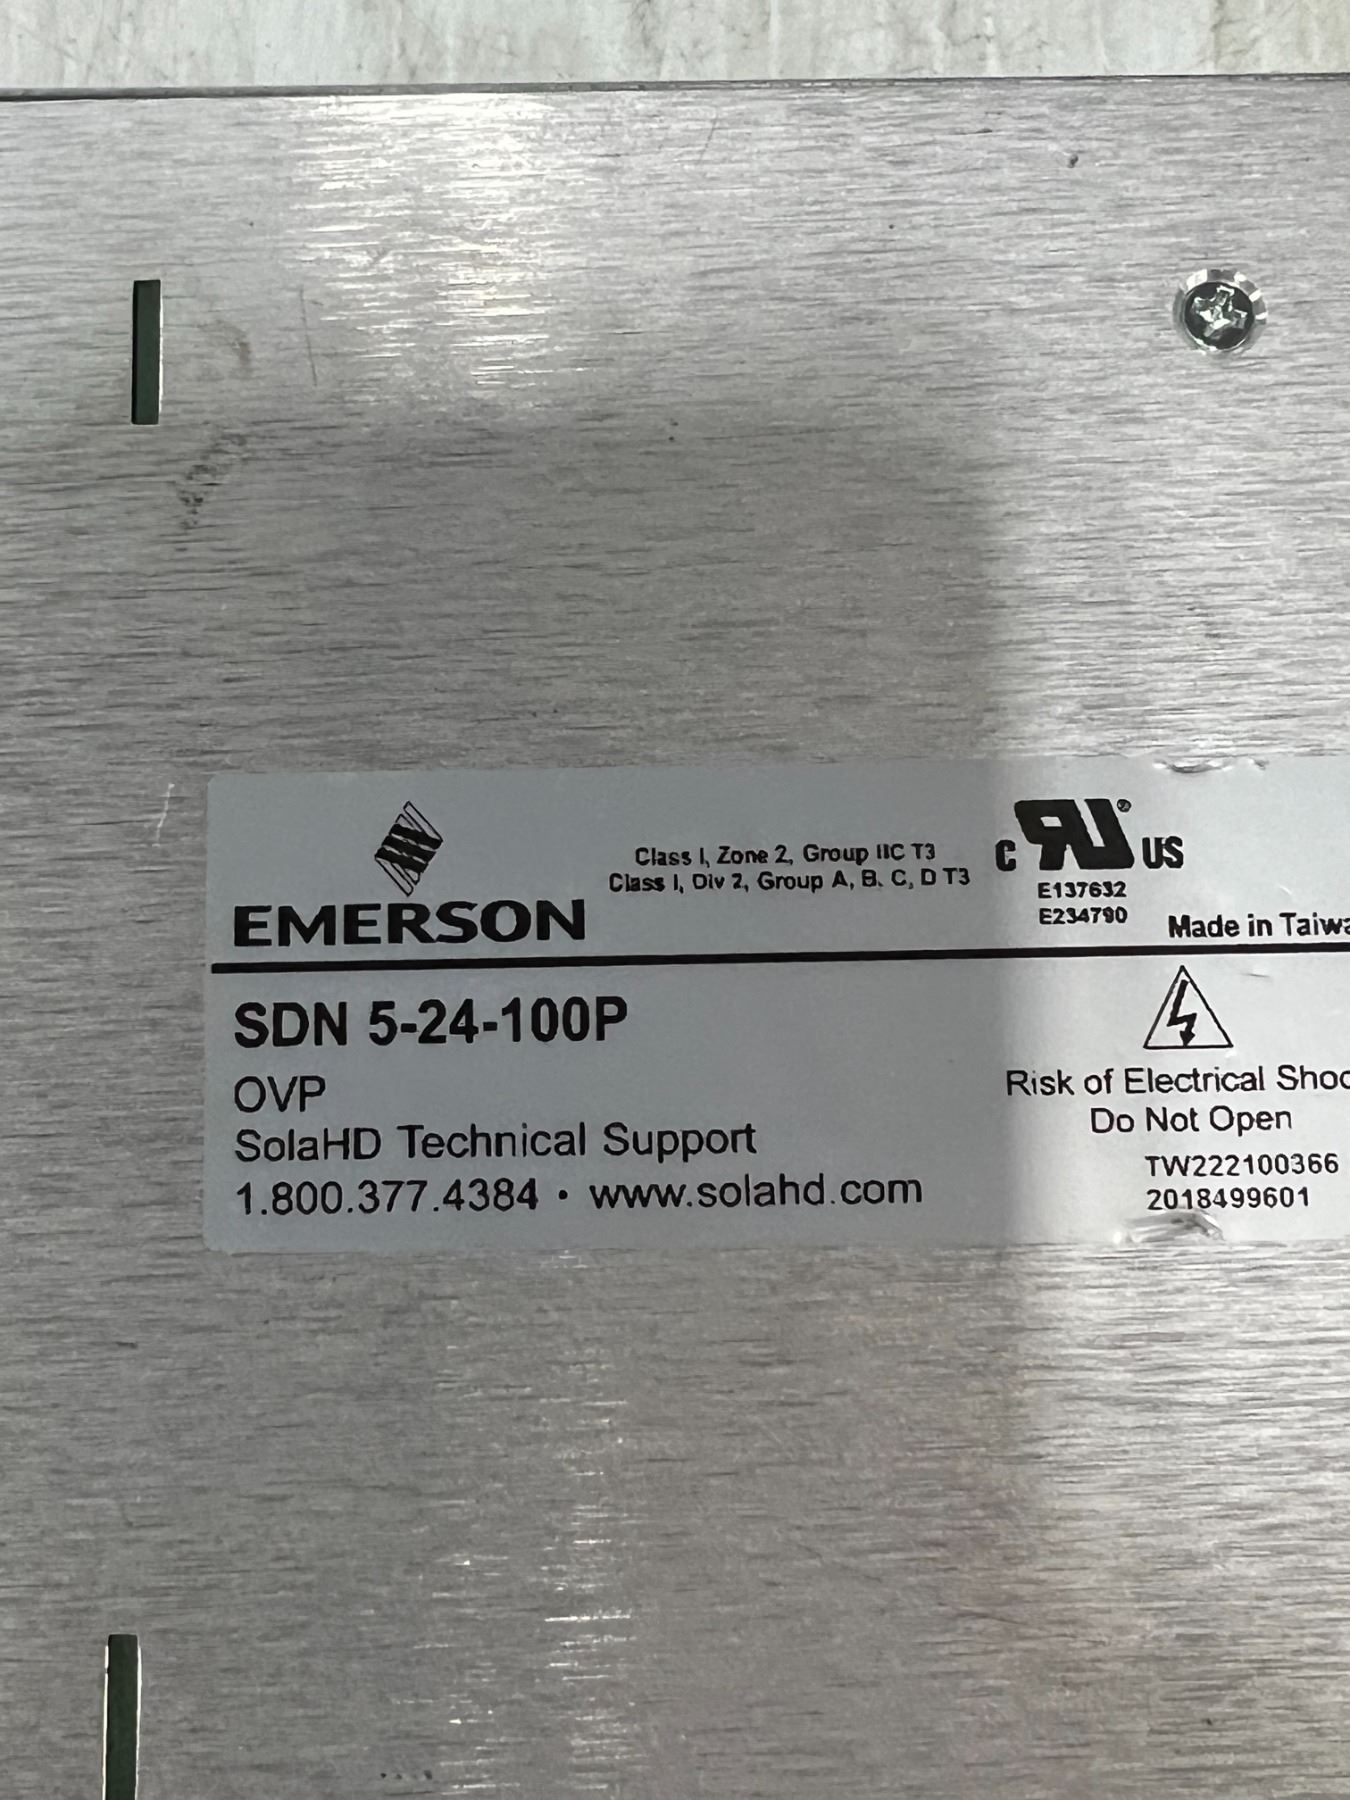 Class I, Zone 2, Group IIC T3
Class I, Div 2, Group A, B, C, D T3
C RU® US
E137632
E234790
Made in Taiwa
EMERSON
SDN 5-24-100P
OVP
SolaHD Technical Support
1.800.377.4384 • www.solahd.com
Risk of Electrical Shoc
Do Not Open
TW222100366
2018499601